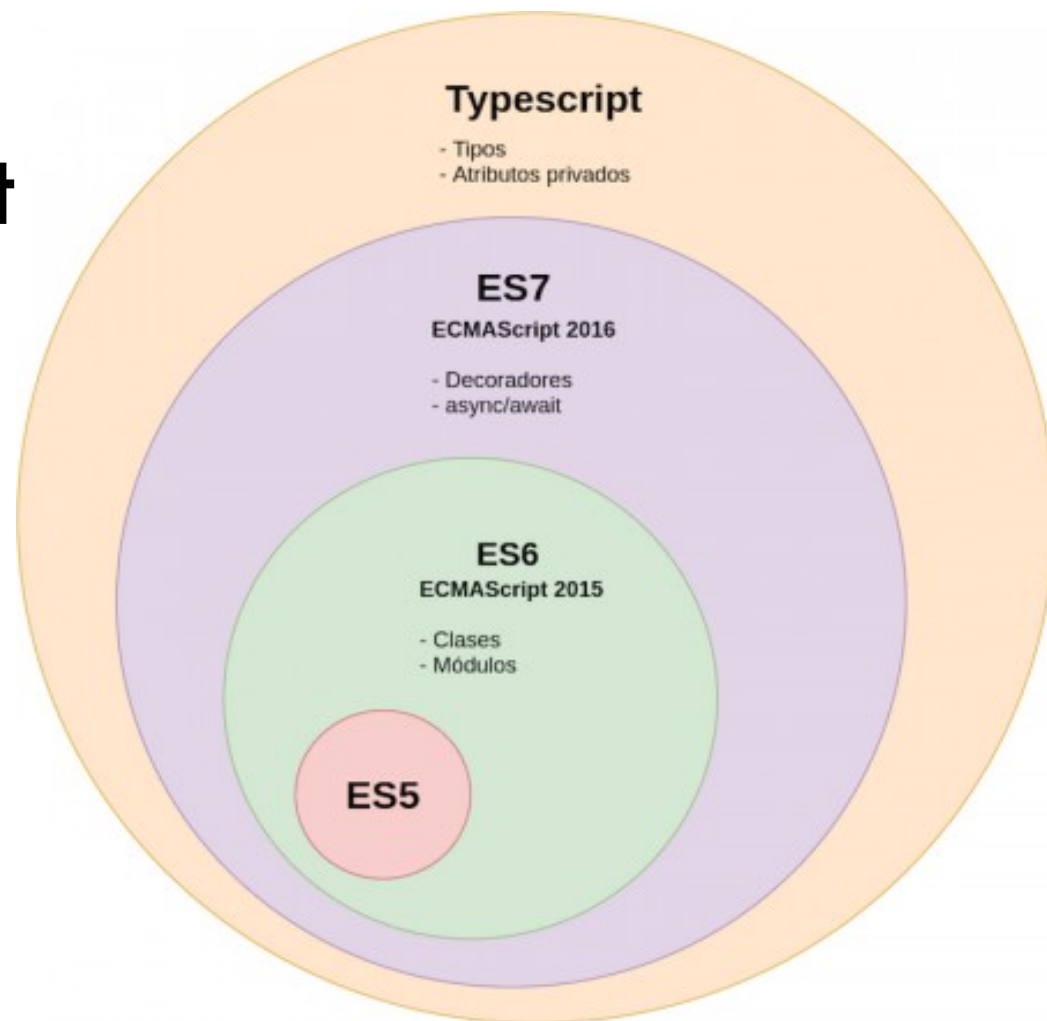 t
Typescript
- Tipos
- Atributos privados
ES7
ECMAScript 2016
- Decoradores
- async/await
ES6
ECMAScript 2015
- Clases
- Módulos
ES5